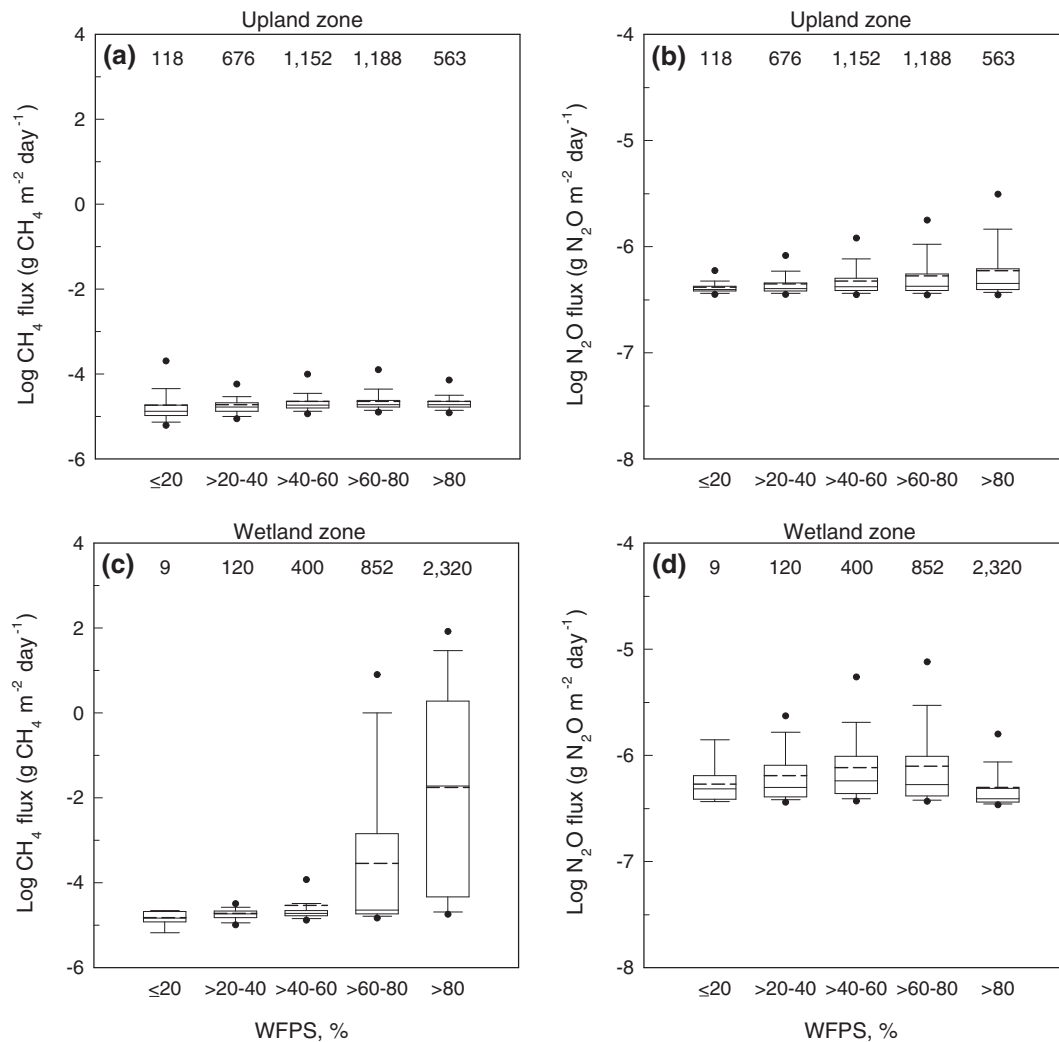 Upland zone
(a) 118 676 1,152 1,188 563
4
2
0
-2
-4
-6
Log CH₄ flux (g CH₄ m⁻² day⁻¹)
≤20 >20-40 >40-60 >60-80 >80
Upland zone
(b) 118 676 1,152 1,188 563
-4
-5
-6
-7
-8
Log N₂O flux (g N₂O m⁻² day⁻¹)
≤20 >20-40 >40-60 >60-80 >80
Wetland zone
(c) 9 120 400 852 2,320
4
2
0
-2
-4
-6
Log CH₄ flux (g CH₄ m⁻² day⁻¹)
≤20 >20-40 >40-60 >60-80 >80
WFPS, %
Wetland zone
(d) 9 120 400 852 2,320
-4
-5
-6
-7
-8
Log N₂O flux (g N₂O m⁻² day⁻¹)
≤20 >20-40 >40-60 >60-80 >80
WFPS, %